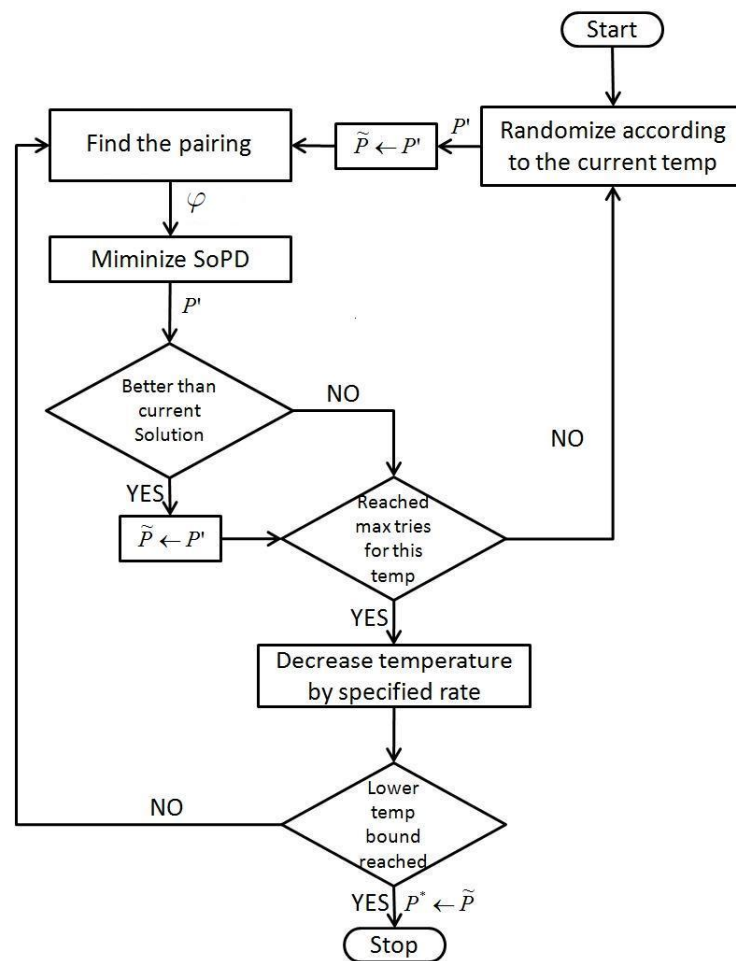 Start
Randomize according
to the current temp
P'
P̃ ← P'
Find the pairing
φ
Miminize SoPD
P'
Better than
current
Solution
NO
YES
P̃ ← P'
Reached
max tries
for this
temp
NO
YES
Decrease temperature
by specified rate
Lower
temp
bound
reached
NO
YES P* ← P̃
Stop